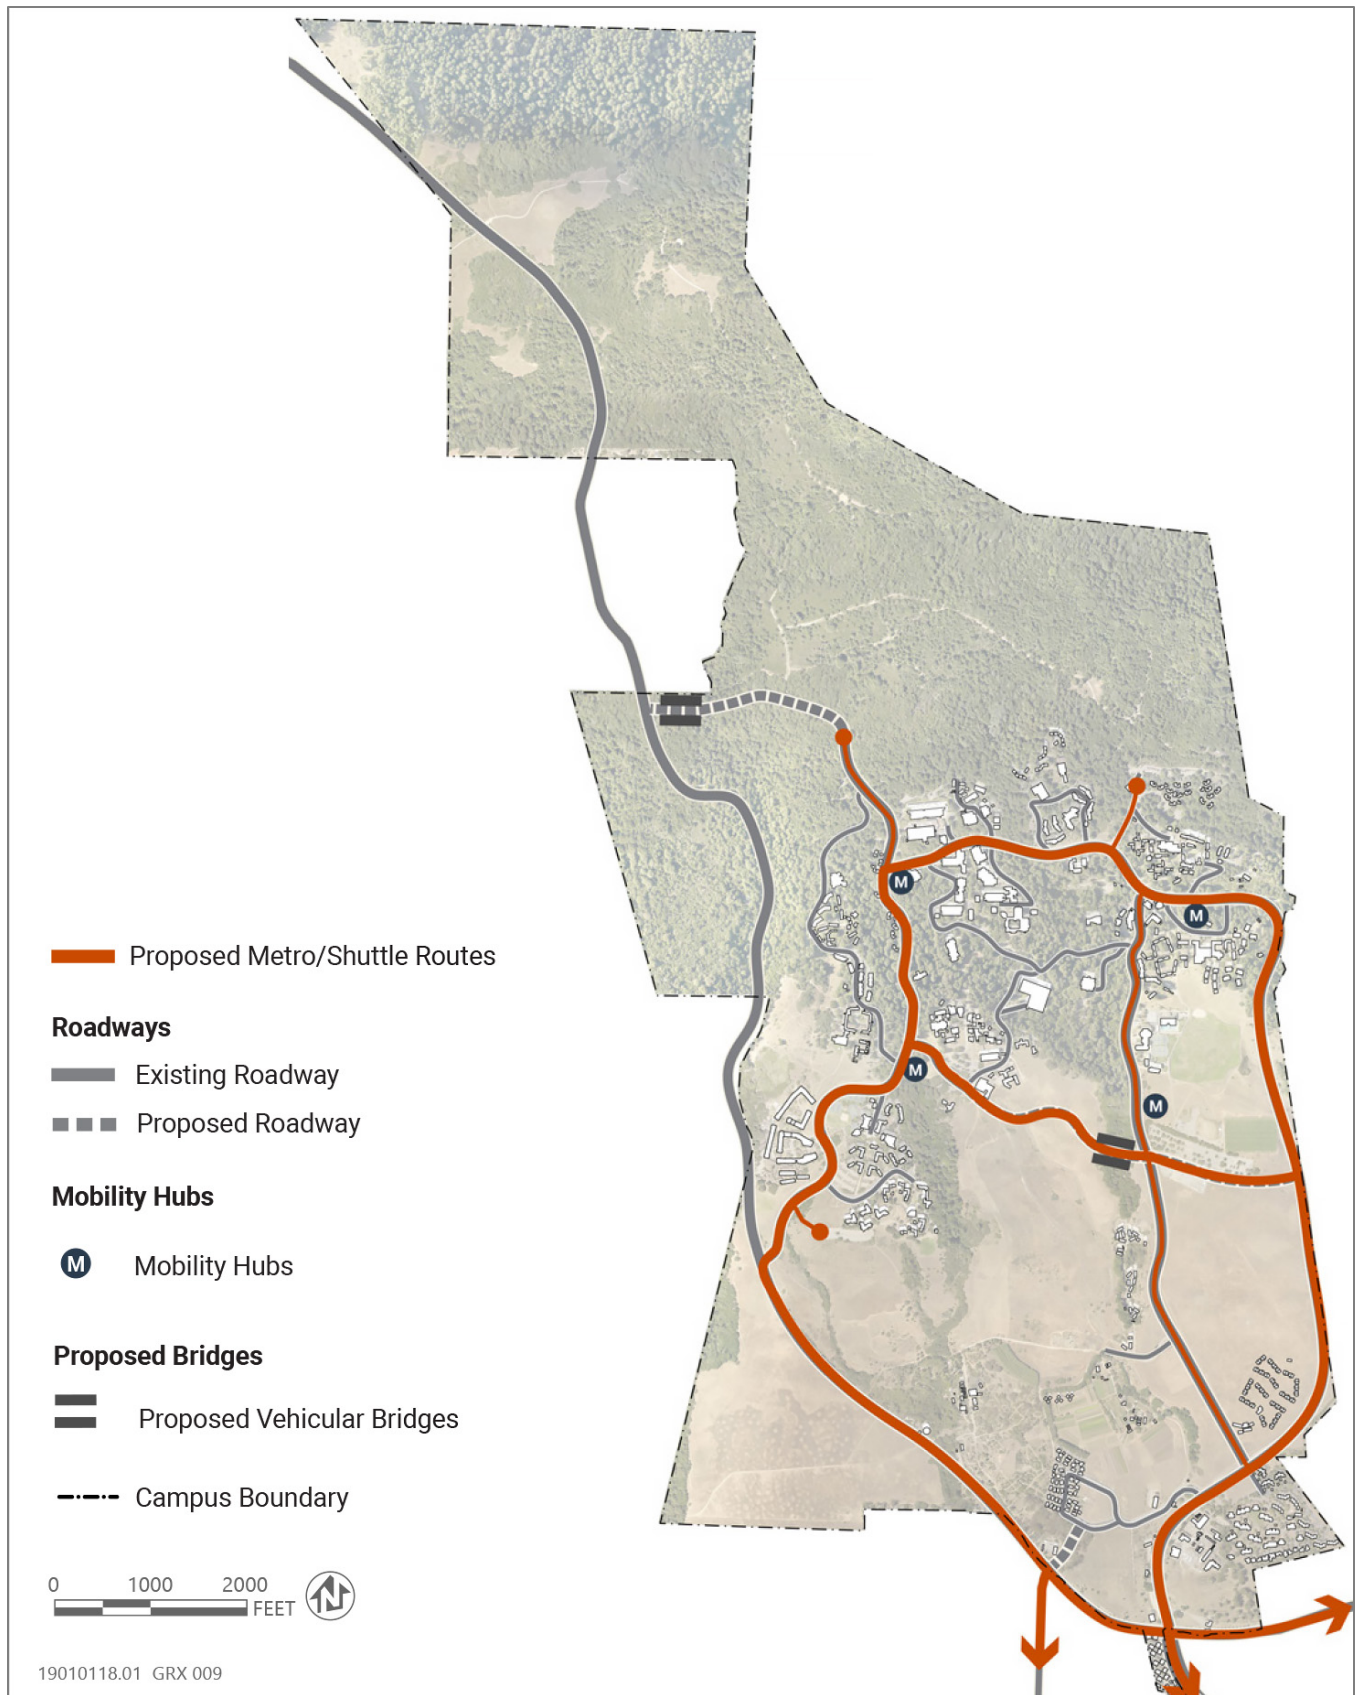 M
M
M
M
Proposed Metro/Shuttle Routes
Roadways
Existing Roadway
Proposed Roadway
Mobility Hubs
M Mobility Hubs
Proposed Bridges
Proposed Vehicular Bridges
Campus Boundary
0 1000 2000
FEET
N
19010118.01 GRX 009